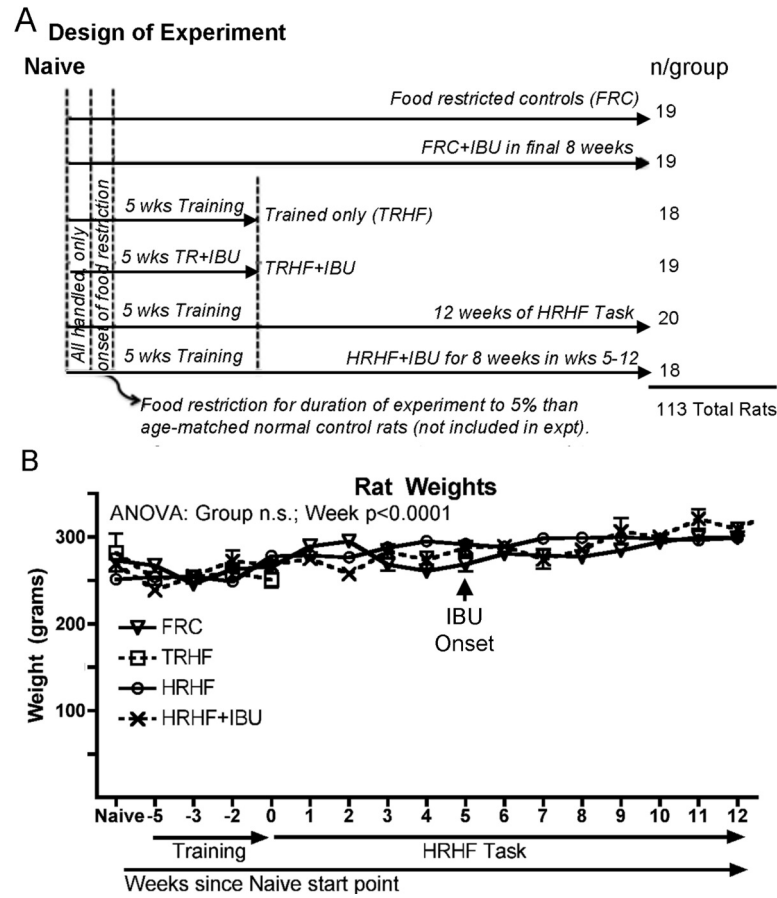 A
Design of Experiment
Naive
n/group
Food restricted controls (FRC)
19
FRC+IBU in final 8 weeks
19
5 wks Training
Trained only (TRHF)
18
5 wks TR+IBU
TRHF+IBU
19
5 wks Training
12 weeks of HRHF Task
20
5 wks Training
HRHF+IBU for 8 weeks in wks 5-12
18
All handled, only
onset of food restriction
Food restriction for duration of experiment to 5% than
age-matched normal control rats (not included in expt).
113 Total Rats
B
Rat Weights
ANOVA: Group n.s.; Week p<0.0001
Weight (grams)
300
200
100
IBU
Onset
FRC
TRHF
HRHF
HRHF+IBU
Naive -5 -3 -2 0 1 2 3 4 5 6 7 8 9 10 11 12
Training
HRHF Task
Weeks since Naive start point